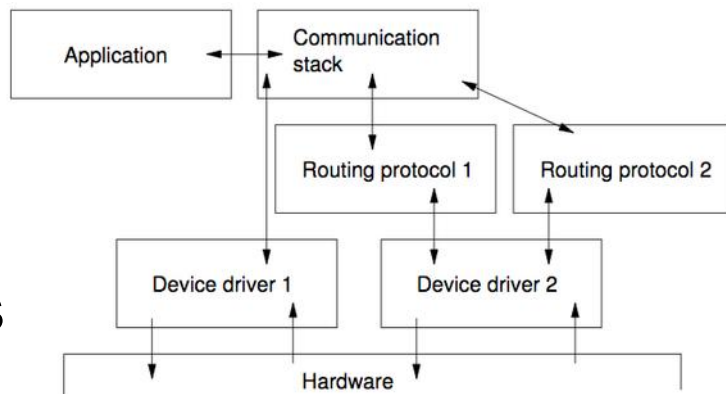 Application
Communication
stack
Routing protocol 1
Routing protocol 2
Device driver 1
Device driver 2
s
Hardware